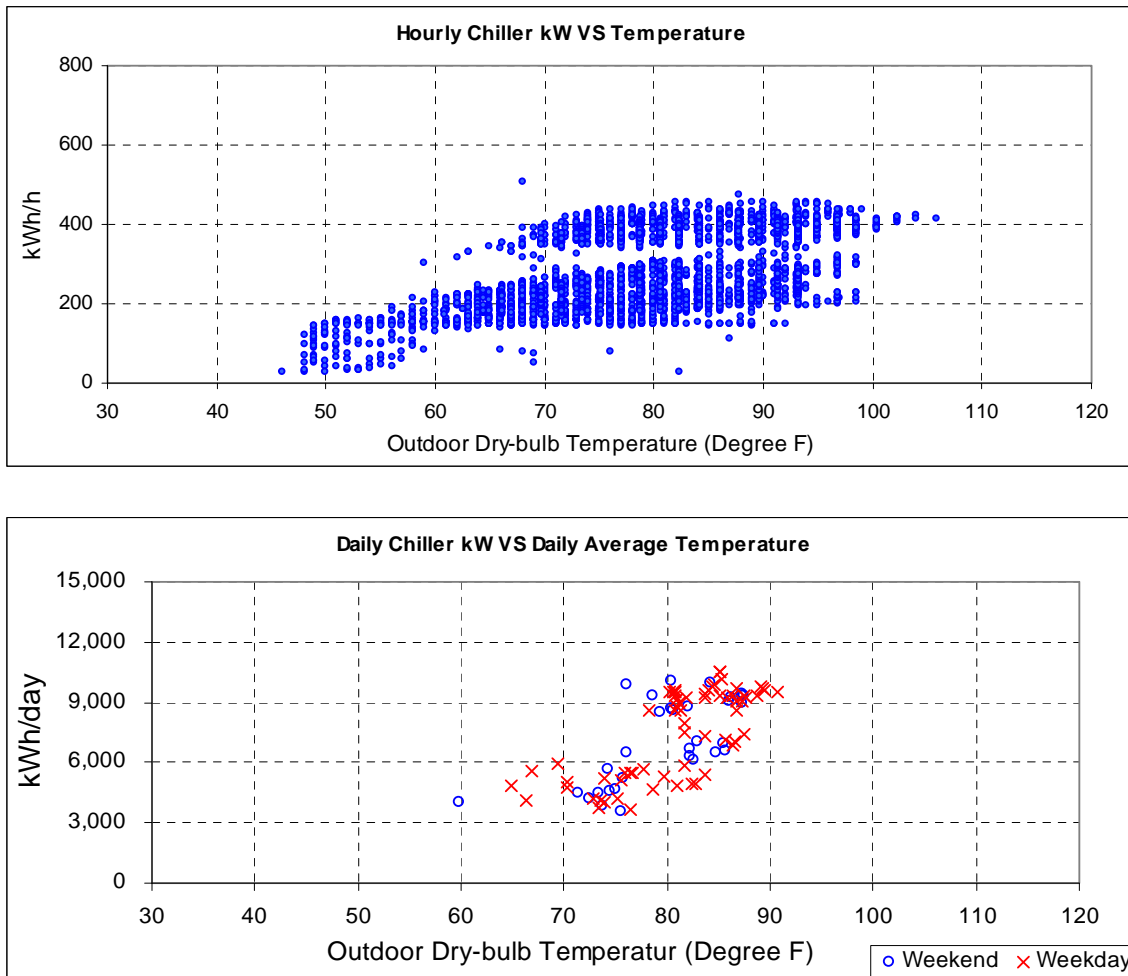 Hourly Chiller kW VS Temperature
800
600
400
200
0
kWh/h
30 40 50 60 70 80 90 100 110 120
Outdoor Dry-bulb Temperature (Degree F)
Daily Chiller kW VS Daily Average Temperature
15,000
12,000
9,000
6,000
3,000
0
kWh/day
30 40 50 60 70 80 90 100 110 120
Outdoor Dry-bulb Temperatur (Degree F)
Weekend Weekday